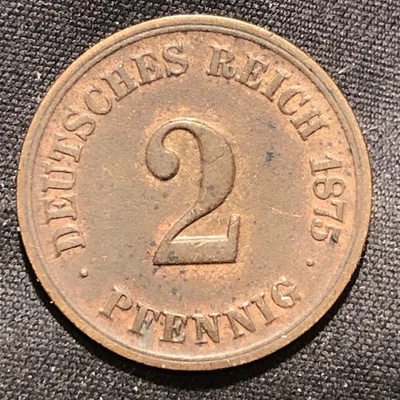 DEUTSCHES REICH 1875
2
· PFENNIG ·